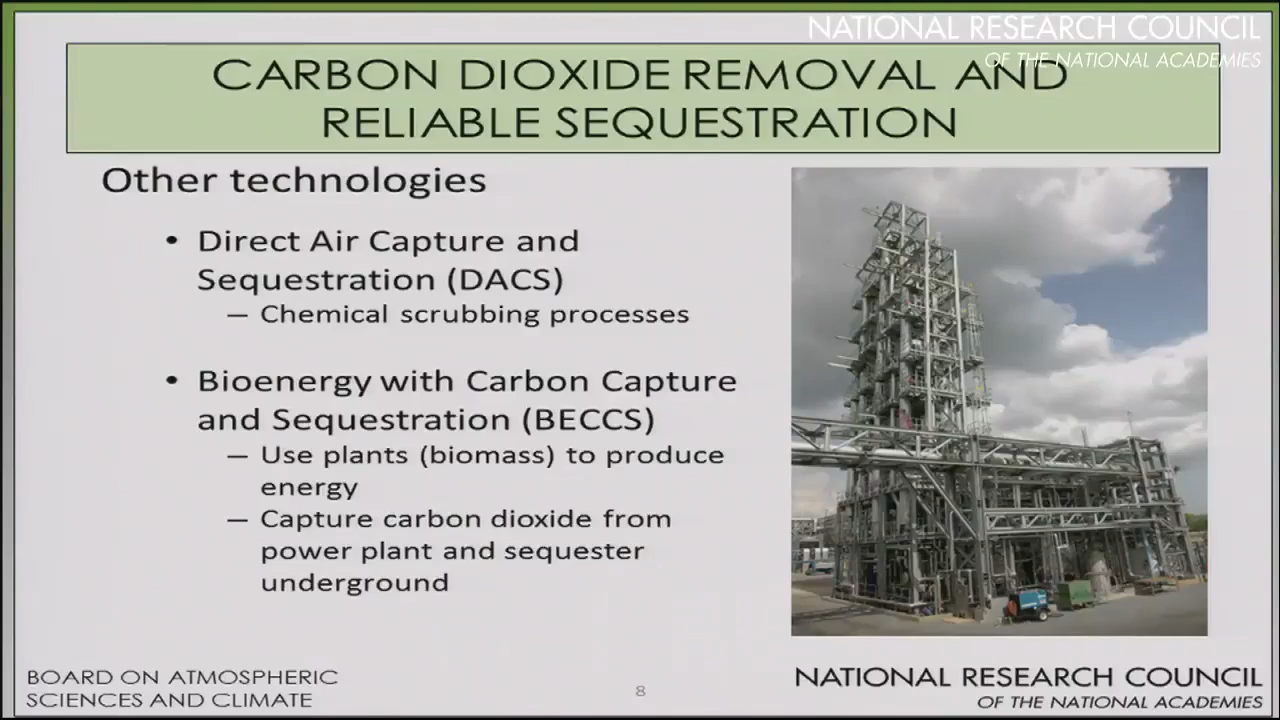 NATIONAL RESEARCH COUNCIL
OF THE NATIONAL ACADEMIES
CARBON DIOXIDE REMOVAL AND
RELIABLE SEQUESTRATION
Other technologies
• Direct Air Capture and
Sequestration (DACS)
– Chemical scrubbing processes
• Bioenergy with Carbon Capture
and Sequestration (BECCS)
– Use plants (biomass) to produce
energy
– Capture carbon dioxide from
power plant and sequester
underground
BOARD ON ATMOSPHERIC
SCIENCES AND CLIMATE
8
NATIONAL RESEARCH COUNCIL
OF THE NATIONAL ACADEMIES